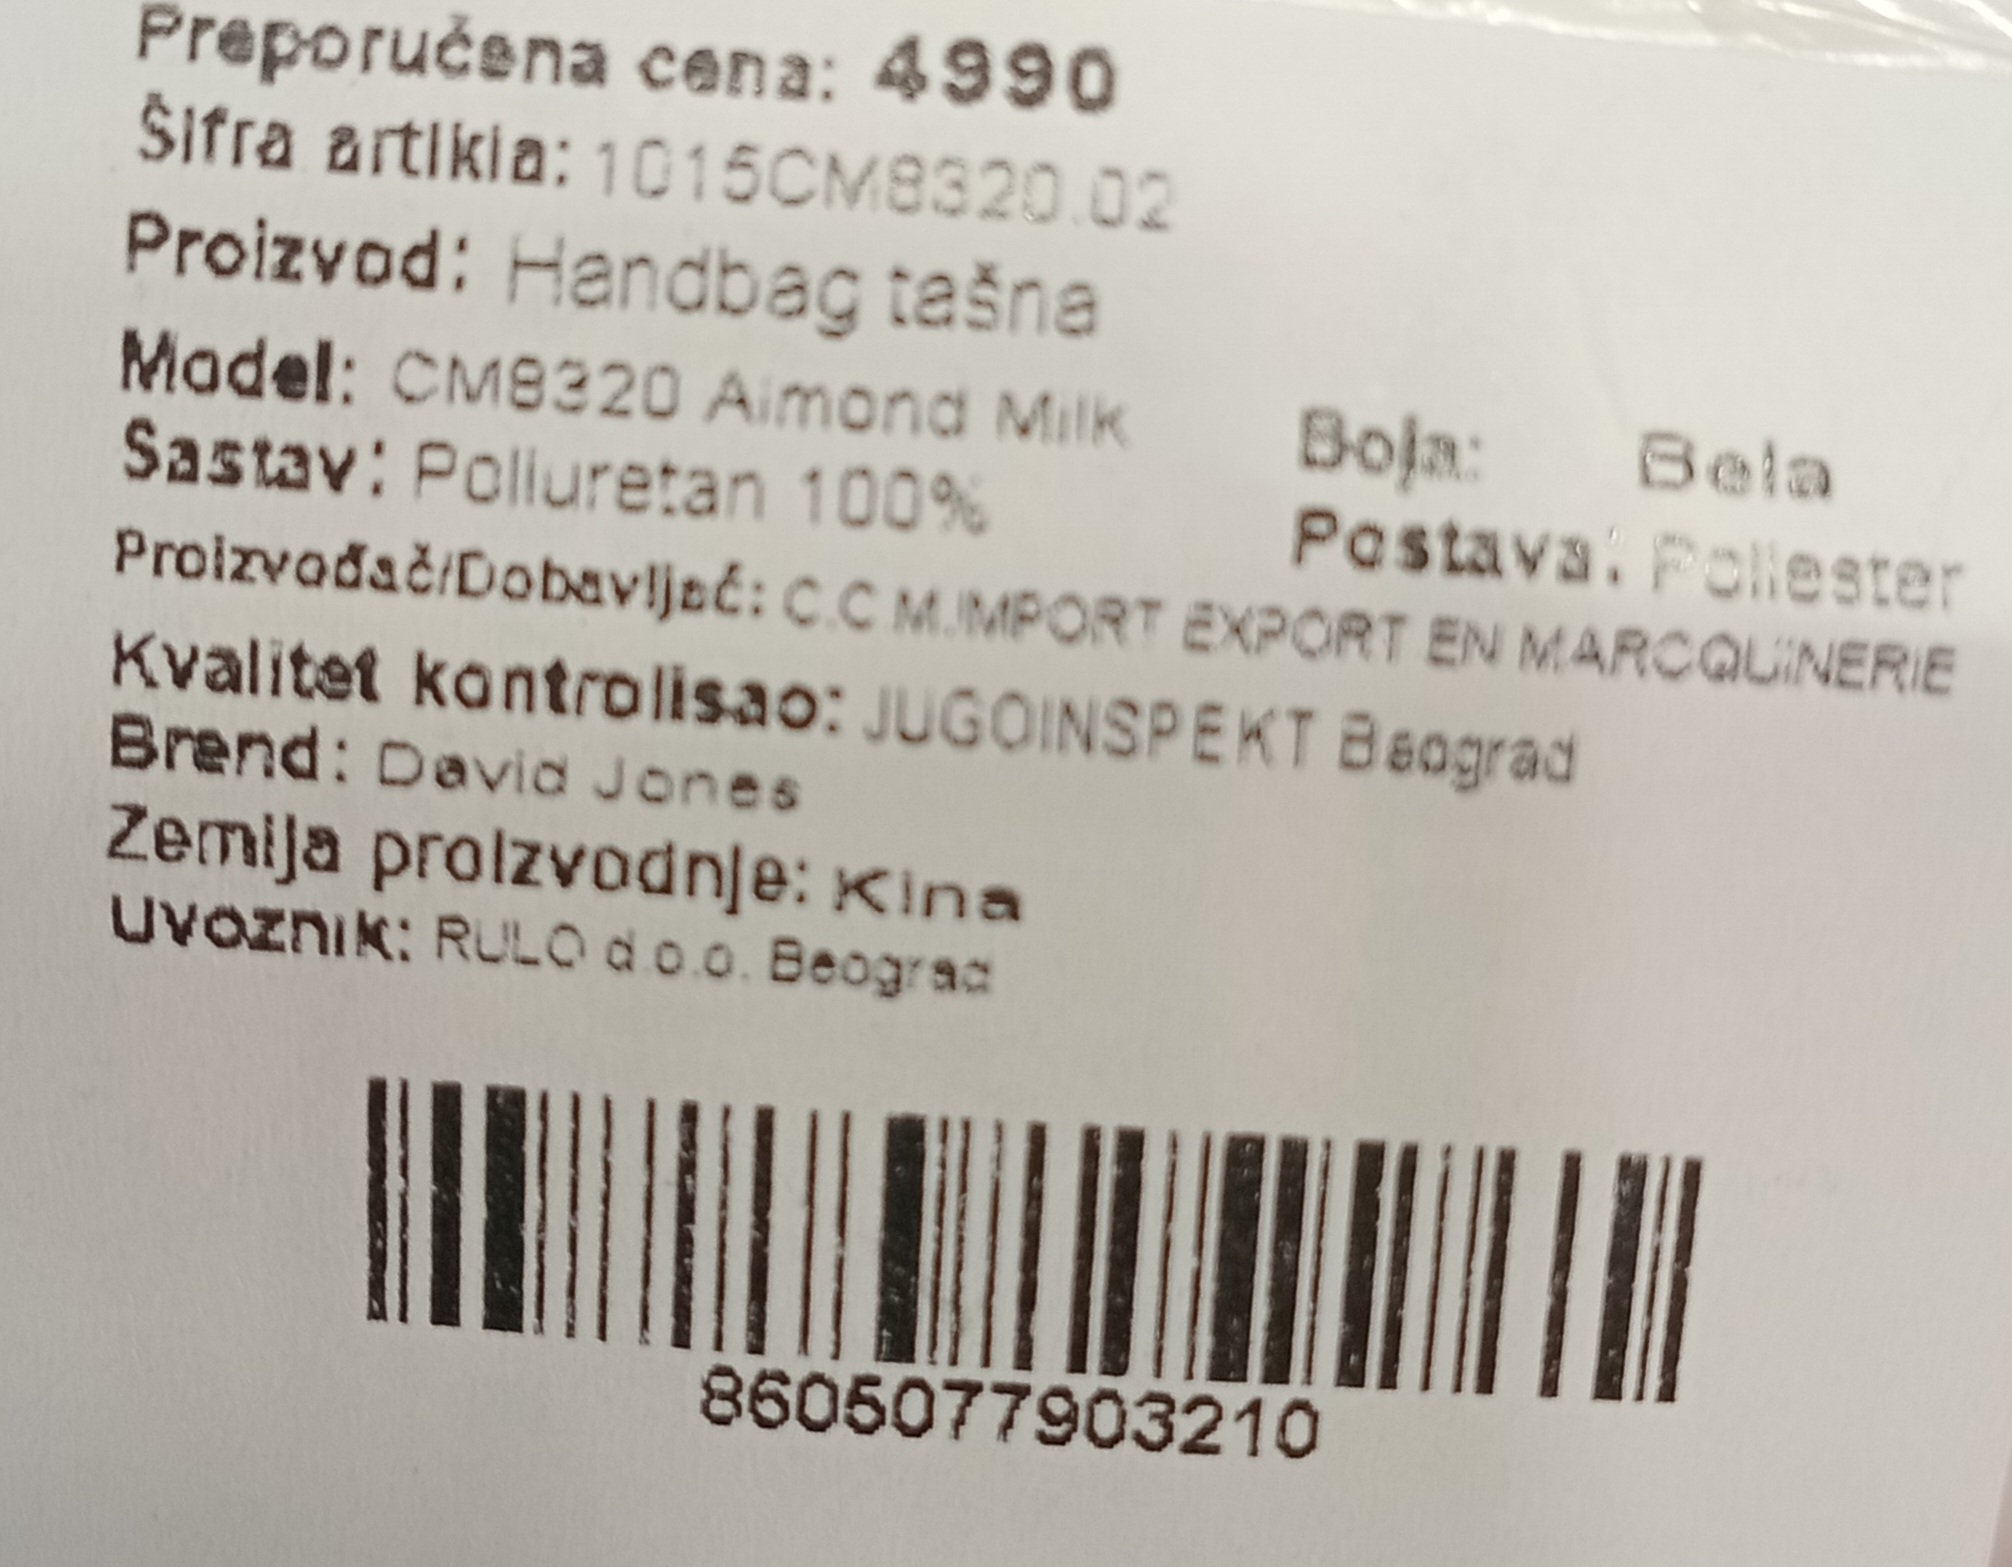 Preporučena cena: 4990
Šifra artikla: 1015CM8320.02
Proizvod: Handbag tašna
Model: CM8320 Almond Milk Boja: Bela
Sastav: Poliuretan 100% Postava: Poliester
Proizvođač/Dobavljač: C.C.M.IMPORT EXPORT EN MARCQUINERIE
Kvalitet kontrolisao: JUGOINSPEKT Beograd
Brend: David Jones
Zemlja proizvodnje: Kina
Uvoznik: RULO d.o.o. Beograd
8605077903210